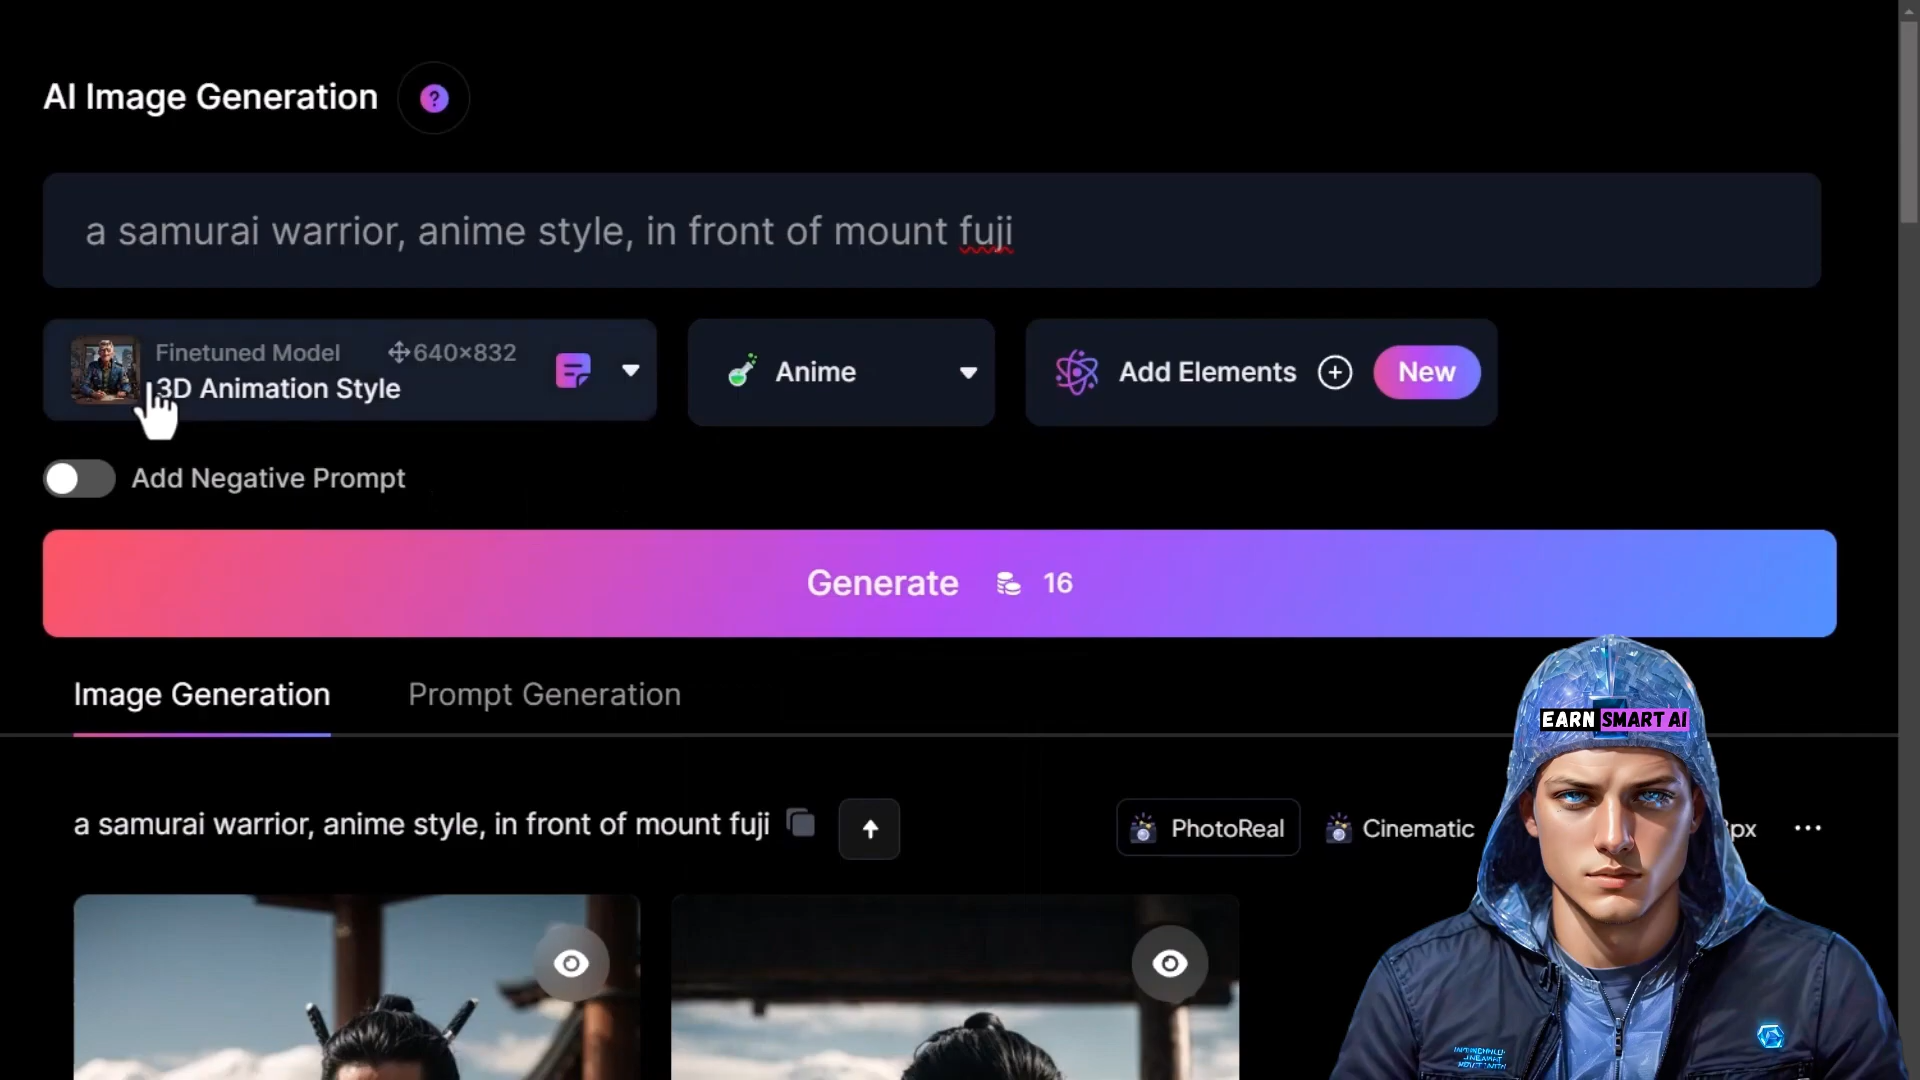 AI Image Generation
?
a samurai warrior, anime style, in front of mount fuji
Finetuned Model 640×832
3D Animation Style
Anime
Add Elements
New
Add Negative Prompt
Generate 16
Image Generation Prompt Generation
EARN SMART AI
a samurai warrior, anime style, in front of mount fuji
PhotoReal
Cinematic
px